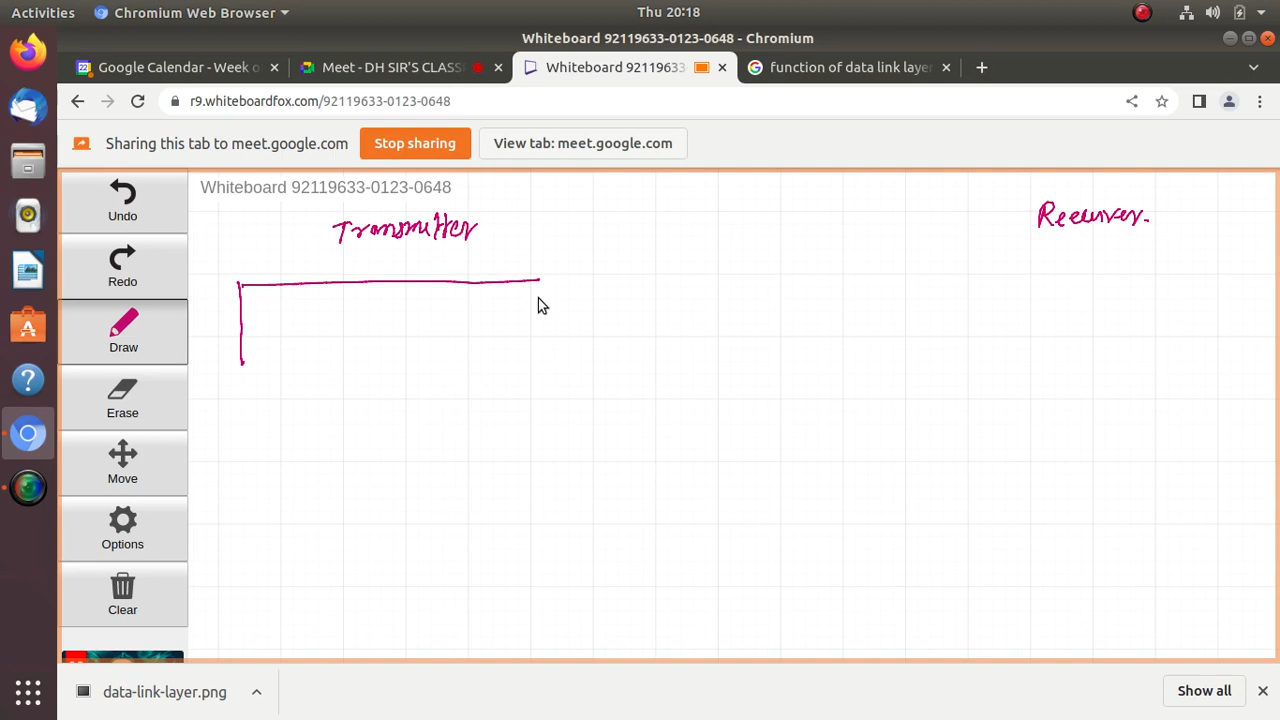 Activities
Chromium Web Browser
Thu 20:18
Whiteboard 92119633-0123-0648 - Chromium
Google Calendar - Week o
Meet - DH SIR'S CLASS
Whiteboard 92119633
function of data link layer
r9.whiteboardfox.com/92119633-0123-0648
Sharing this tab to meet.google.com
Stop sharing
View tab: meet.google.com
Whiteboard 92119633-0123-0648
Undo
Redo
Draw
Erase
Move
Options
Clear
Transmitter
Reciver.
data-link-layer.png
Show all